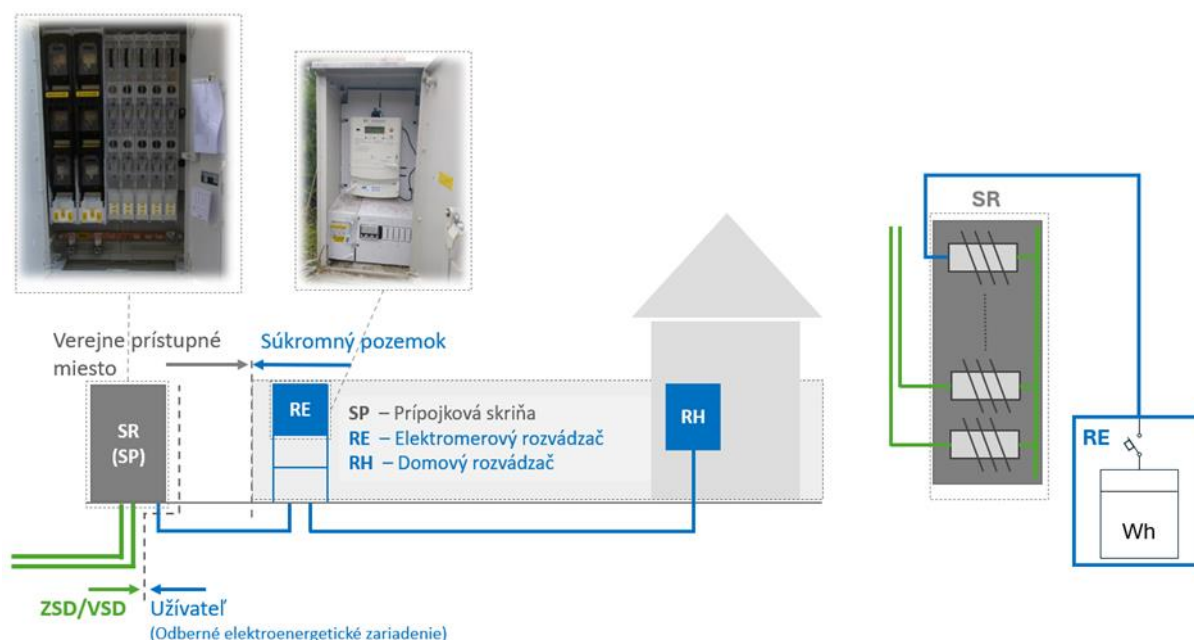 Verejne prístupné
miesto
Súkromný pozemok
SR
(SP)
RE
SP – Prípojková skriňa
RE – Elektromerový rozvádzač
RH – Domový rozvádzač
RH
ZSD/VSD
Užívateľ
(Odberné elektroenergetické zariadenie)
SR
RE
Wh